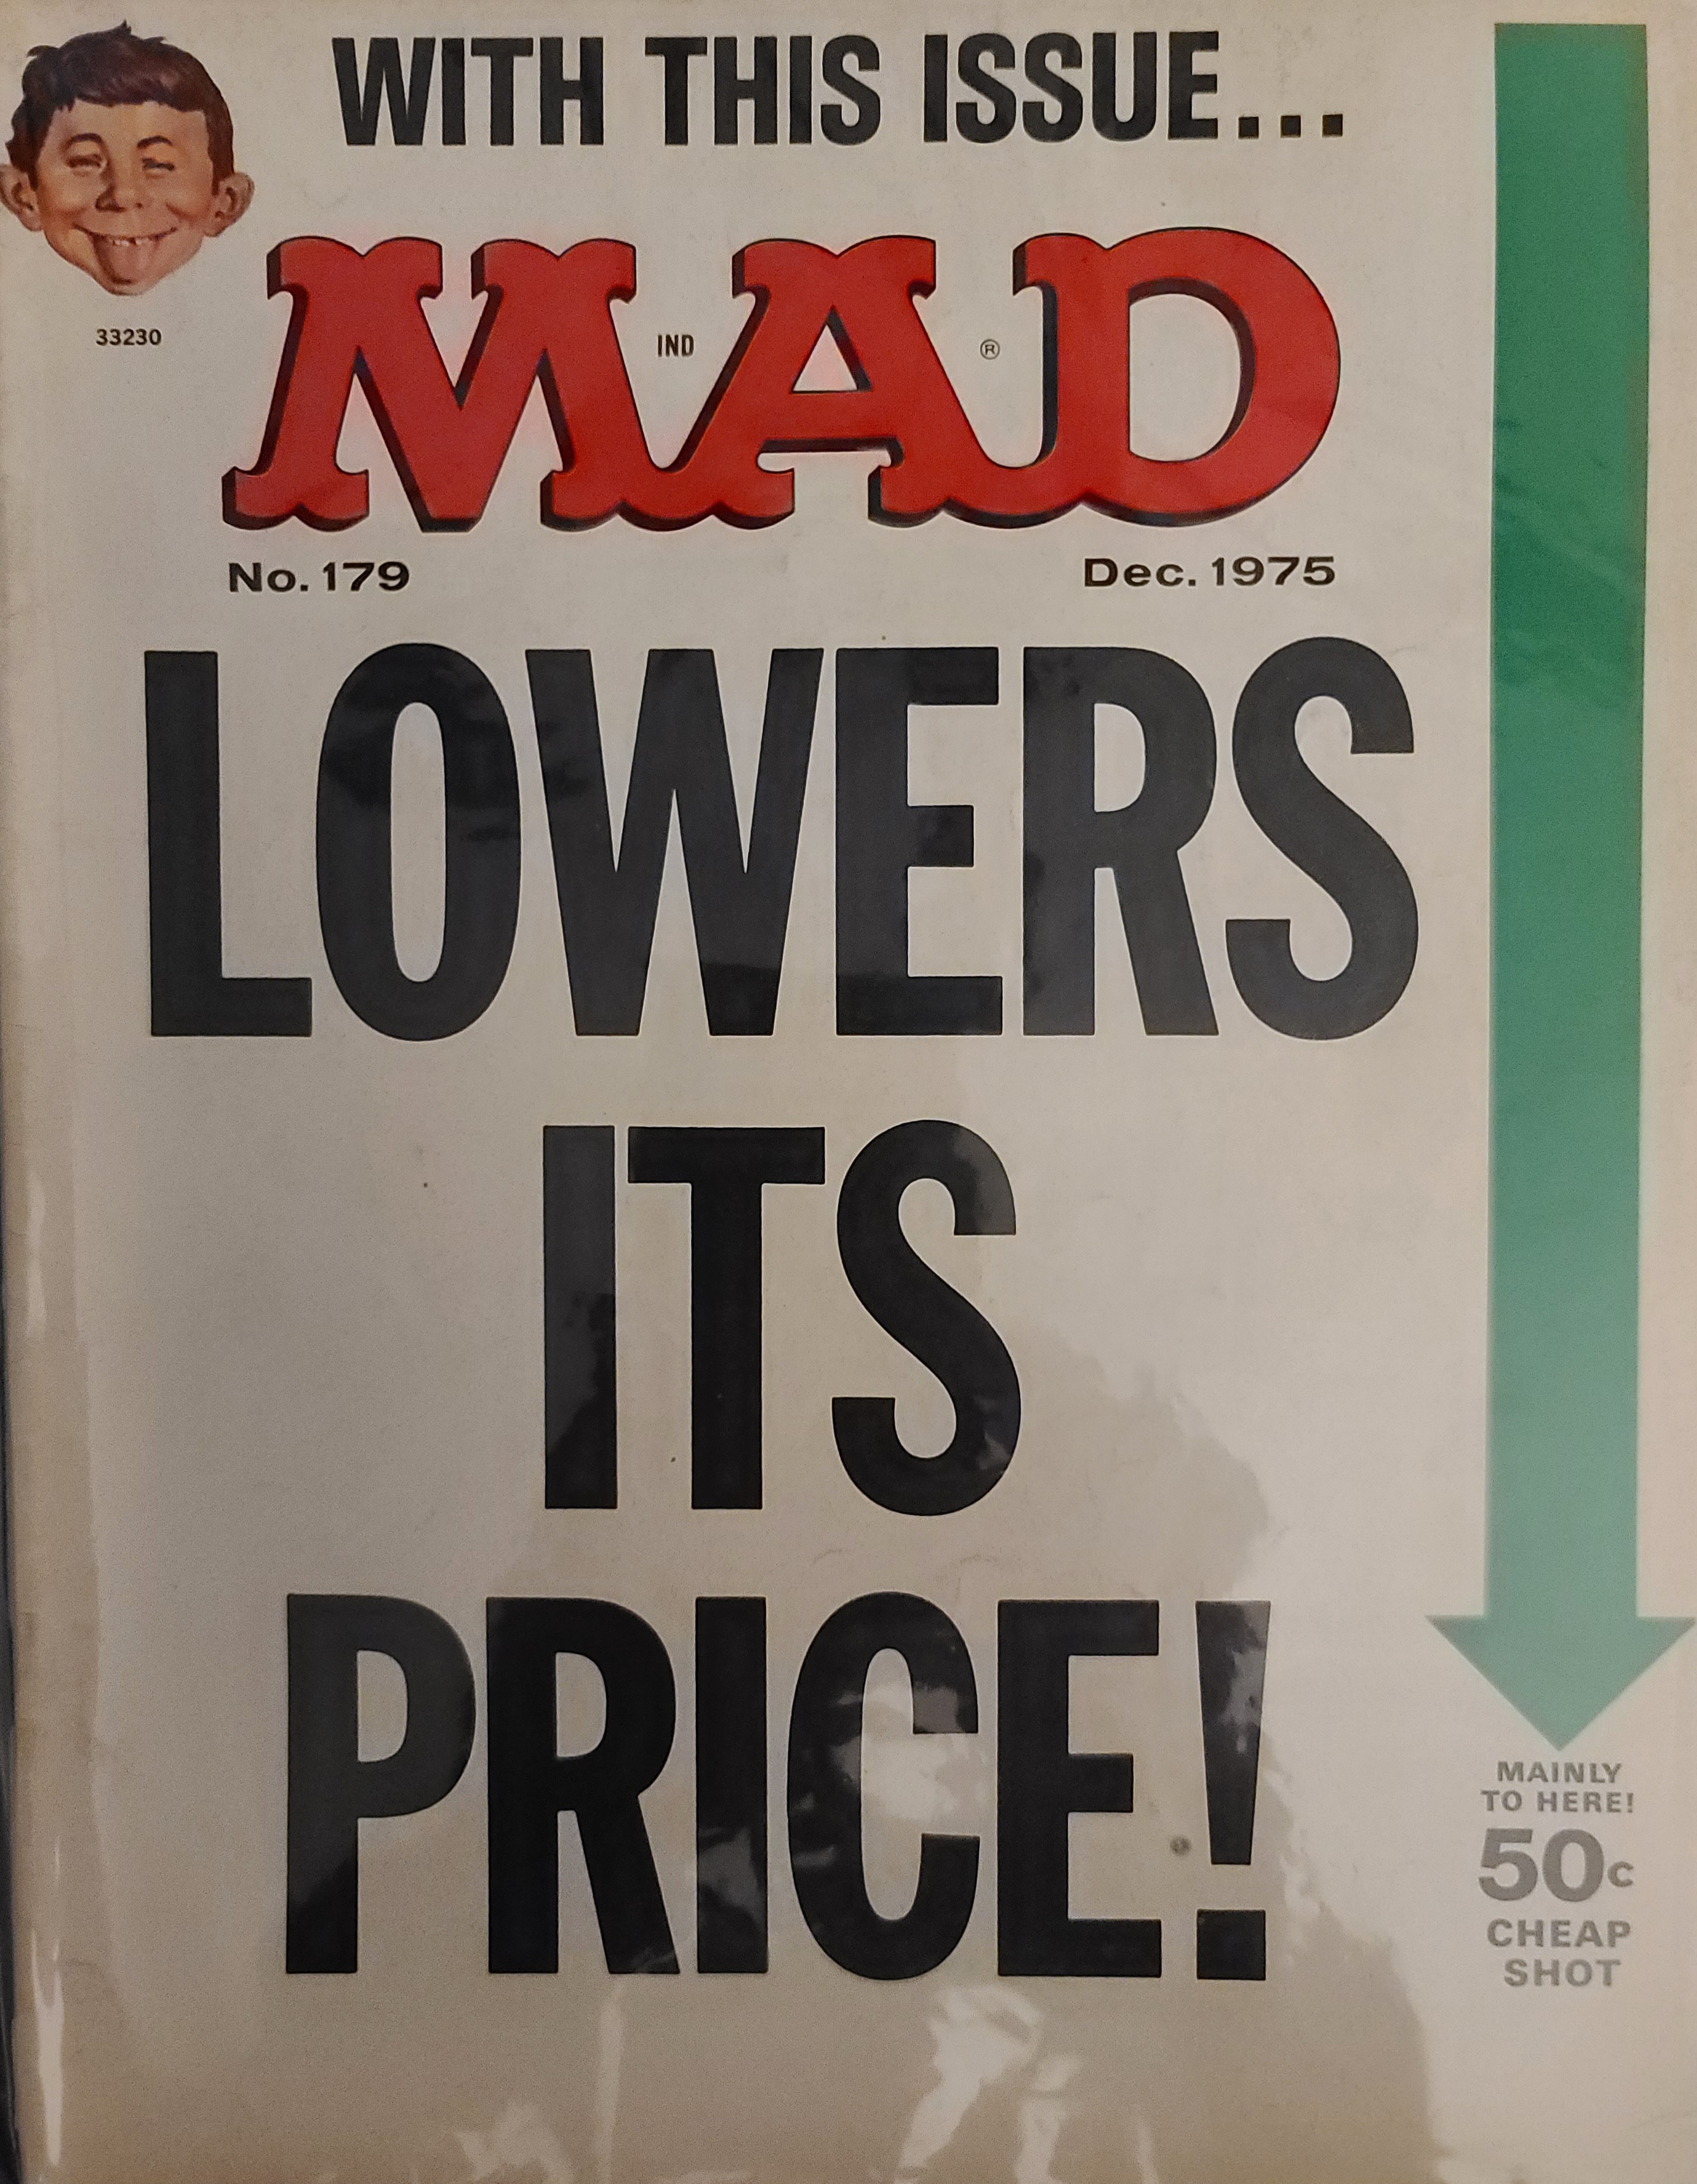 WITH THIS ISSUE...
33230
MAD
IND ®
No. 179 Dec. 1975
LOWERS
ITS
PRICE!
MAINLY
TO HERE!
50c
CHEAP
SHOT